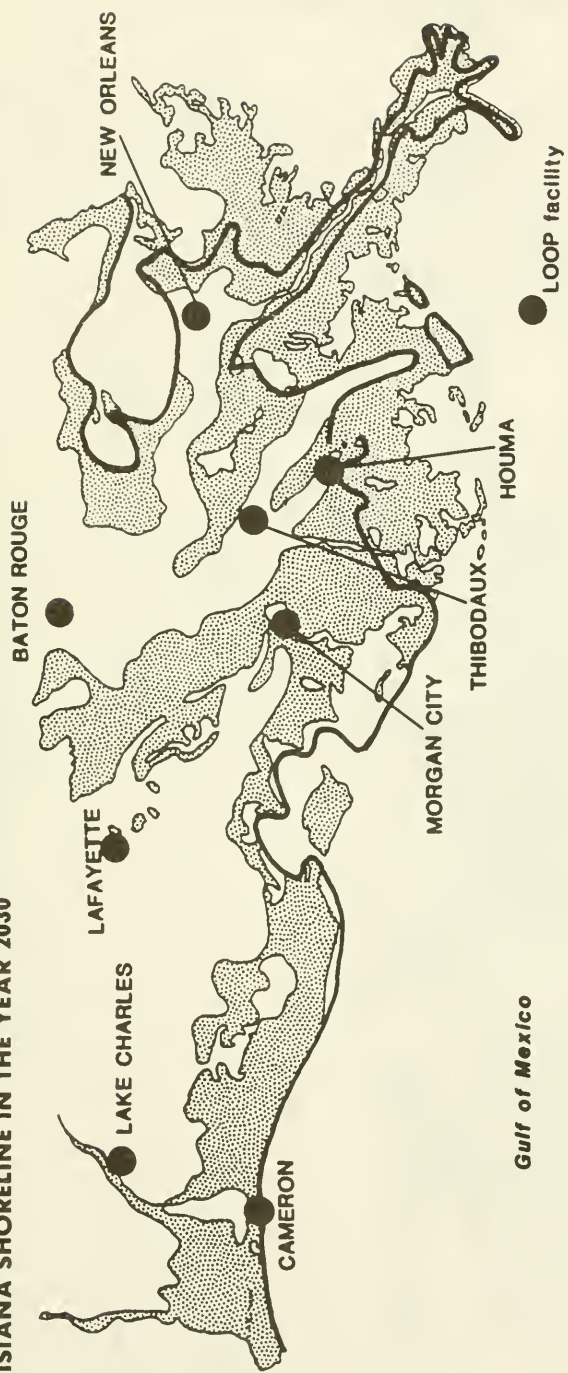 ISIANA SHORELINE IN THE YEAR 2030
BATON ROUGE
NEW ORLEANS
LAFAYETTE
LAKE CHARLES
CAMERON
MORGAN CITY
THIBODAUX
HOUMA
LOOP facility
Gulf of Mexico